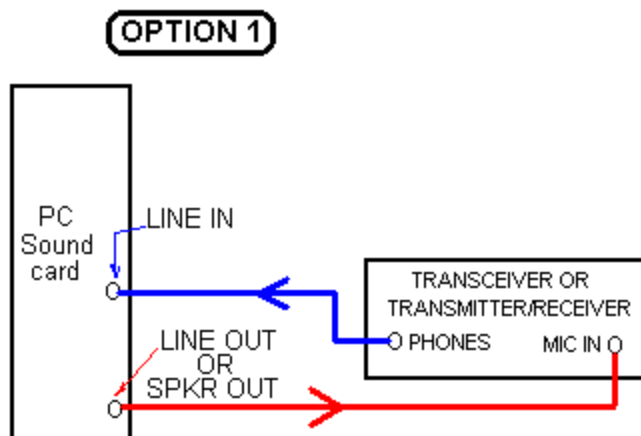 OPTION 1
PC
Sound
card
LINE IN
TRANSCEIVER OR
TRANSMITTER/RECEIVER
PHONES
MIC IN
LINE OUT
OR
SPKR OUT